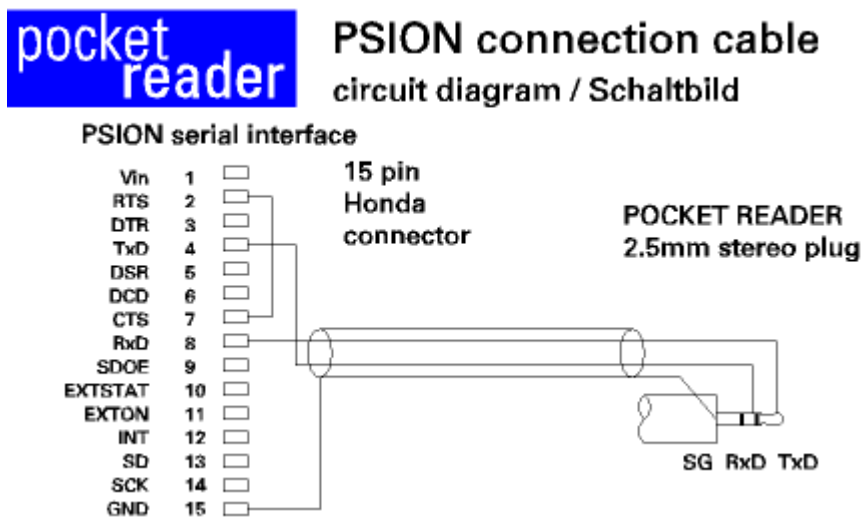 pocket
reader
PSION connection cable
circuit diagram / Schaltbild
PSION serial interface
15 pin
Honda
connector
POCKET READER
2.5mm stereo plug
Vin 1
RTS 2
DTR 3
TxD 4
DSR 5
DCD 6
CTS 7
RxD 8
SDOE 9
EXTSTAT 10
EXTON 11
INT 12
SD 13
SCK 14
GND 15
SG RxD TxD